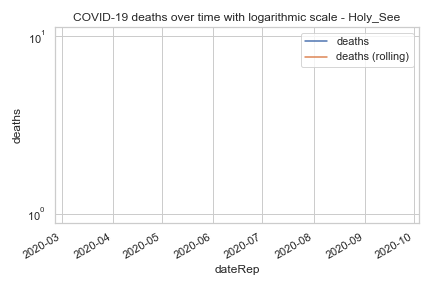 COVID-19 deaths over time with logarithmic scale - Holy_See
deaths
deaths (rolling)
10¹
10⁰
deaths
2020-03
2020-04
2020-05
2020-06
2020-07
2020-08
2020-09
2020-10
dateRep